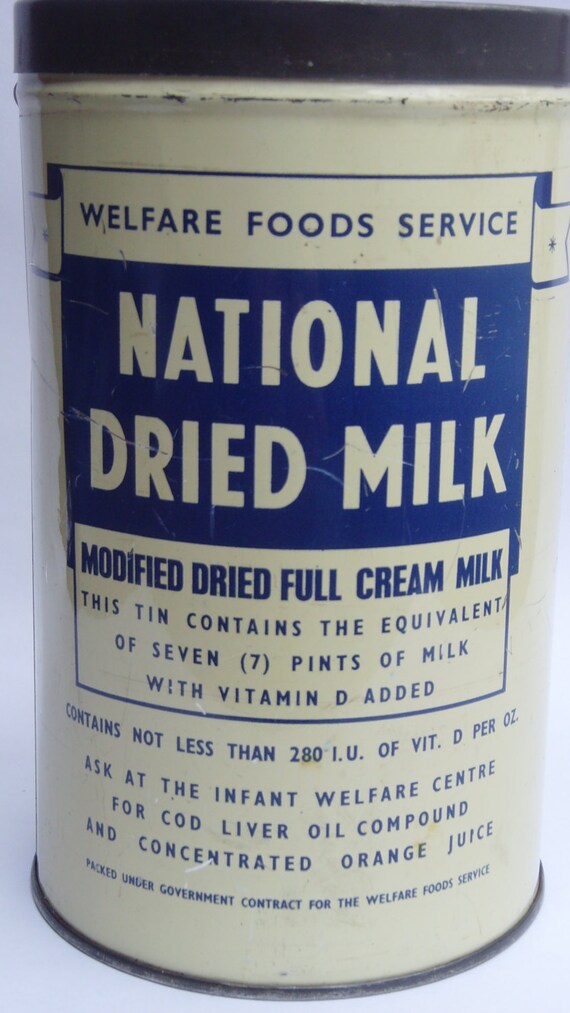 WELFARE FOODS SERVICE
NATIONAL
DRIED MILK
MODIFIED DRIED FULL CREAM MILK
THIS TIN CONTAINS THE EQUIVALENT
OF SEVEN (7) PINTS OF MILK
WITH VITAMIN D ADDED
CONTAINS NOT LESS THAN 280 I.U. OF VIT. D PER OZ.
ASK AT THE INFANT WELFARE CENTRE
FOR COD LIVER OIL COMPOUND
AND CONCENTRATED ORANGE JUICE
PACKED UNDER GOVERNMENT CONTRACT FOR THE WELFARE FOODS SERVICE